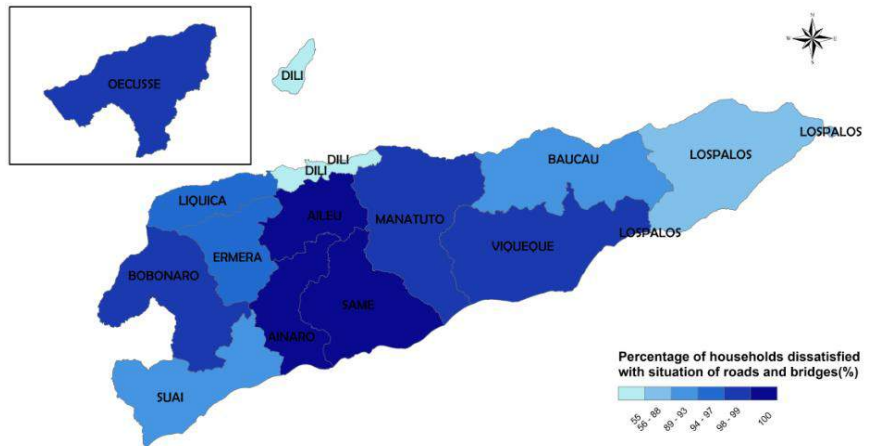 OECUSSE
DILI
N
W E
S
DILI
DILI
BAUCAU
LOSPALOS
LOSPALOS
LIQUICA
AILEU
MANATUTO
LOSPALOS
VIQUEQUE
ERMERA
BOBONARO
SAME
AINARO
SUAI
Percentage of households dissatisfied
with situation of roads and bridges(%)
55
56 - 88
89 - 93
94 - 97
98 - 99
100